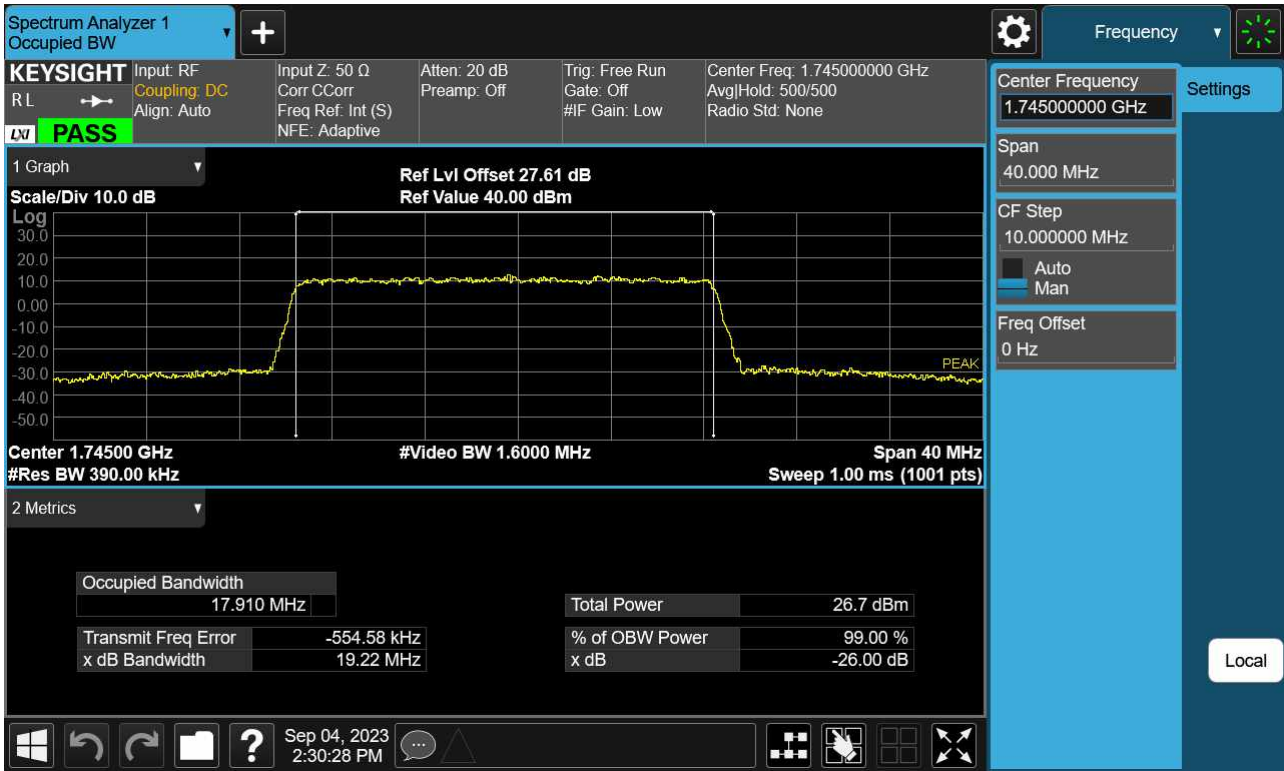 Spectrum Analyzer 1
Occupied BW
Frequency
KEYSIGHT
R L
LXI
PASS
Input: RF
Coupling: DC
Align: Auto
Input Z: 50 Ω
Corr CCorr
Freq Ref: Int (S)
NFE: Adaptive
Atten: 20 dB
Preamp: Off
Trig: Free Run
Gate: Off
#IF Gain: Low
Center Freq: 1.745000000 GHz
Avg|Hold: 500/500
Radio Std: None
Center Frequency
1.745000000 GHz
Settings
Span
40.000 MHz
CF Step
10.000000 MHz
Auto
Man
Freq Offset
0 Hz
Local
1 Graph
Ref Lvl Offset 27.61 dB
Scale/Div 10.0 dB
Ref Value 40.00 dBm
Log
30.0
20.0
10.0
0.00
-10.0
-20.0
-30.0
-40.0
-50.0
PEAK
Center 1.74500 GHz
#Video BW 1.6000 MHz
Span 40 MHz
#Res BW 390.00 kHz
Sweep 1.00 ms (1001 pts)
2 Metrics
Occupied Bandwidth
17.910 MHz
Total Power 26.7 dBm
Transmit Freq Error -554.58 kHz
% of OBW Power 99.00 %
x dB Bandwidth 19.22 MHz
x dB -26.00 dB
Sep 04, 2023
2:30:28 PM